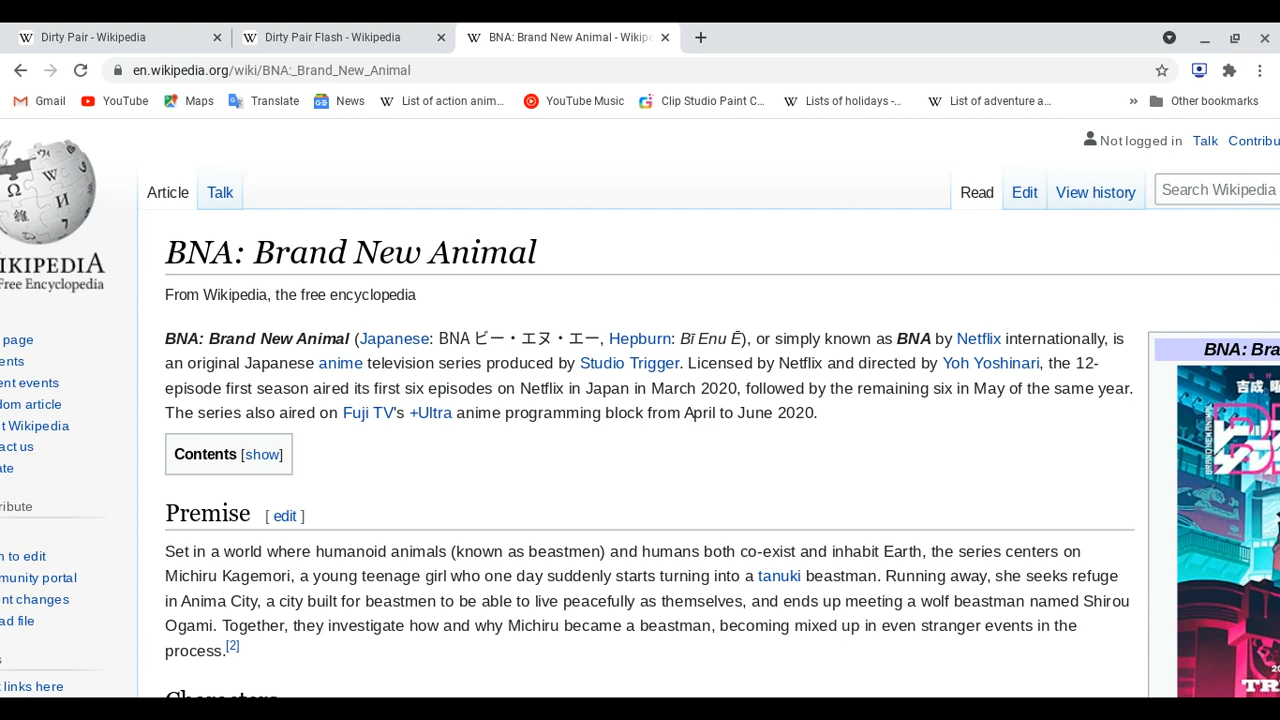 Dirty Pair - Wikipedia
Dirty Pair Flash - Wikipedia
BNA: Brand New Animal - Wikipe
en.wikipedia.org/wiki/BNA:_Brand_New_Animal
Gmail
YouTube
Maps
Translate
News
List of action anim...
YouTube Music
Clip Studio Paint C...
Lists of holidays -...
List of adventure a...
Other bookmarks
Not logged in
Talk
Contribu
Article
Talk
Read
Edit
View history
Search Wikipedia
IKIPEDIA
Free Encyclopedia
BNA: Brand New Animal
From Wikipedia, the free encyclopedia
BNA: Brand New Animal (Japanese: BNA ビー・エヌ・エー, Hepburn: Bī Enu Ē), or simply known as BNA by Netflix internationally, is
an original Japanese anime television series produced by Studio Trigger. Licensed by Netflix and directed by Yoh Yoshinari, the 12-
episode first season aired its first six episodes on Netflix in Japan in March 2020, followed by the remaining six in May of the same year.
The series also aired on Fuji TV's +Ultra anime programming block from April to June 2020.
Contents [show]
Premise [ edit ]
Set in a world where humanoid animals (known as beastmen) and humans both co-exist and inhabit Earth, the series centers on
Michiru Kagemori, a young teenage girl who one day suddenly starts turning into a tanuki beastman. Running away, she seeks refuge
in Anima City, a city built for beastmen to be able to live peacefully as themselves, and ends up meeting a wolf beastman named Shirou
Ogami. Together, they investigate how and why Michiru became a beastman, becoming mixed up in even stranger events in the
process.[2]
Characters
page
ents
ent events
dom article
t Wikipedia
act us
ate
ribute
n to edit
munity portal
nt changes
ad file
s
t links here
BNA: Bra
吉成 曜
BRAND NEW ANIMAL
TR